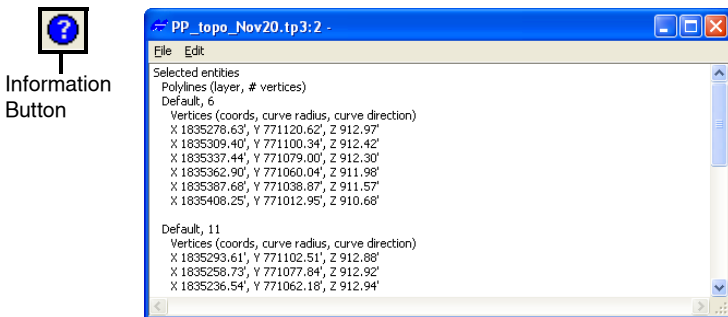 ?
Information
Button
PP_topo_Nov20.tp3:2 -
File Edit
Selected entities
Polylines (layer, # vertices)
Default, 6
Vertices (coords, curve radius, curve direction)
X 1835278.63', Y 771120.62', Z 912.97'
X 1835309.40', Y 771100.34', Z 912.42'
X 1835337.44', Y 771079.00', Z 912.30'
X 1835362.90', Y 771060.04', Z 911.98'
X 1835387.68', Y 771038.87', Z 911.57'
X 1835408.25', Y 771012.95', Z 910.68'
Default, 11
Vertices (coords, curve radius, curve direction)
X 1835293.61', Y 771102.51', Z 912.88'
X 1835258.73', Y 771077.84', Z 912.92'
X 1835236.54', Y 771062.18', Z 912.94'